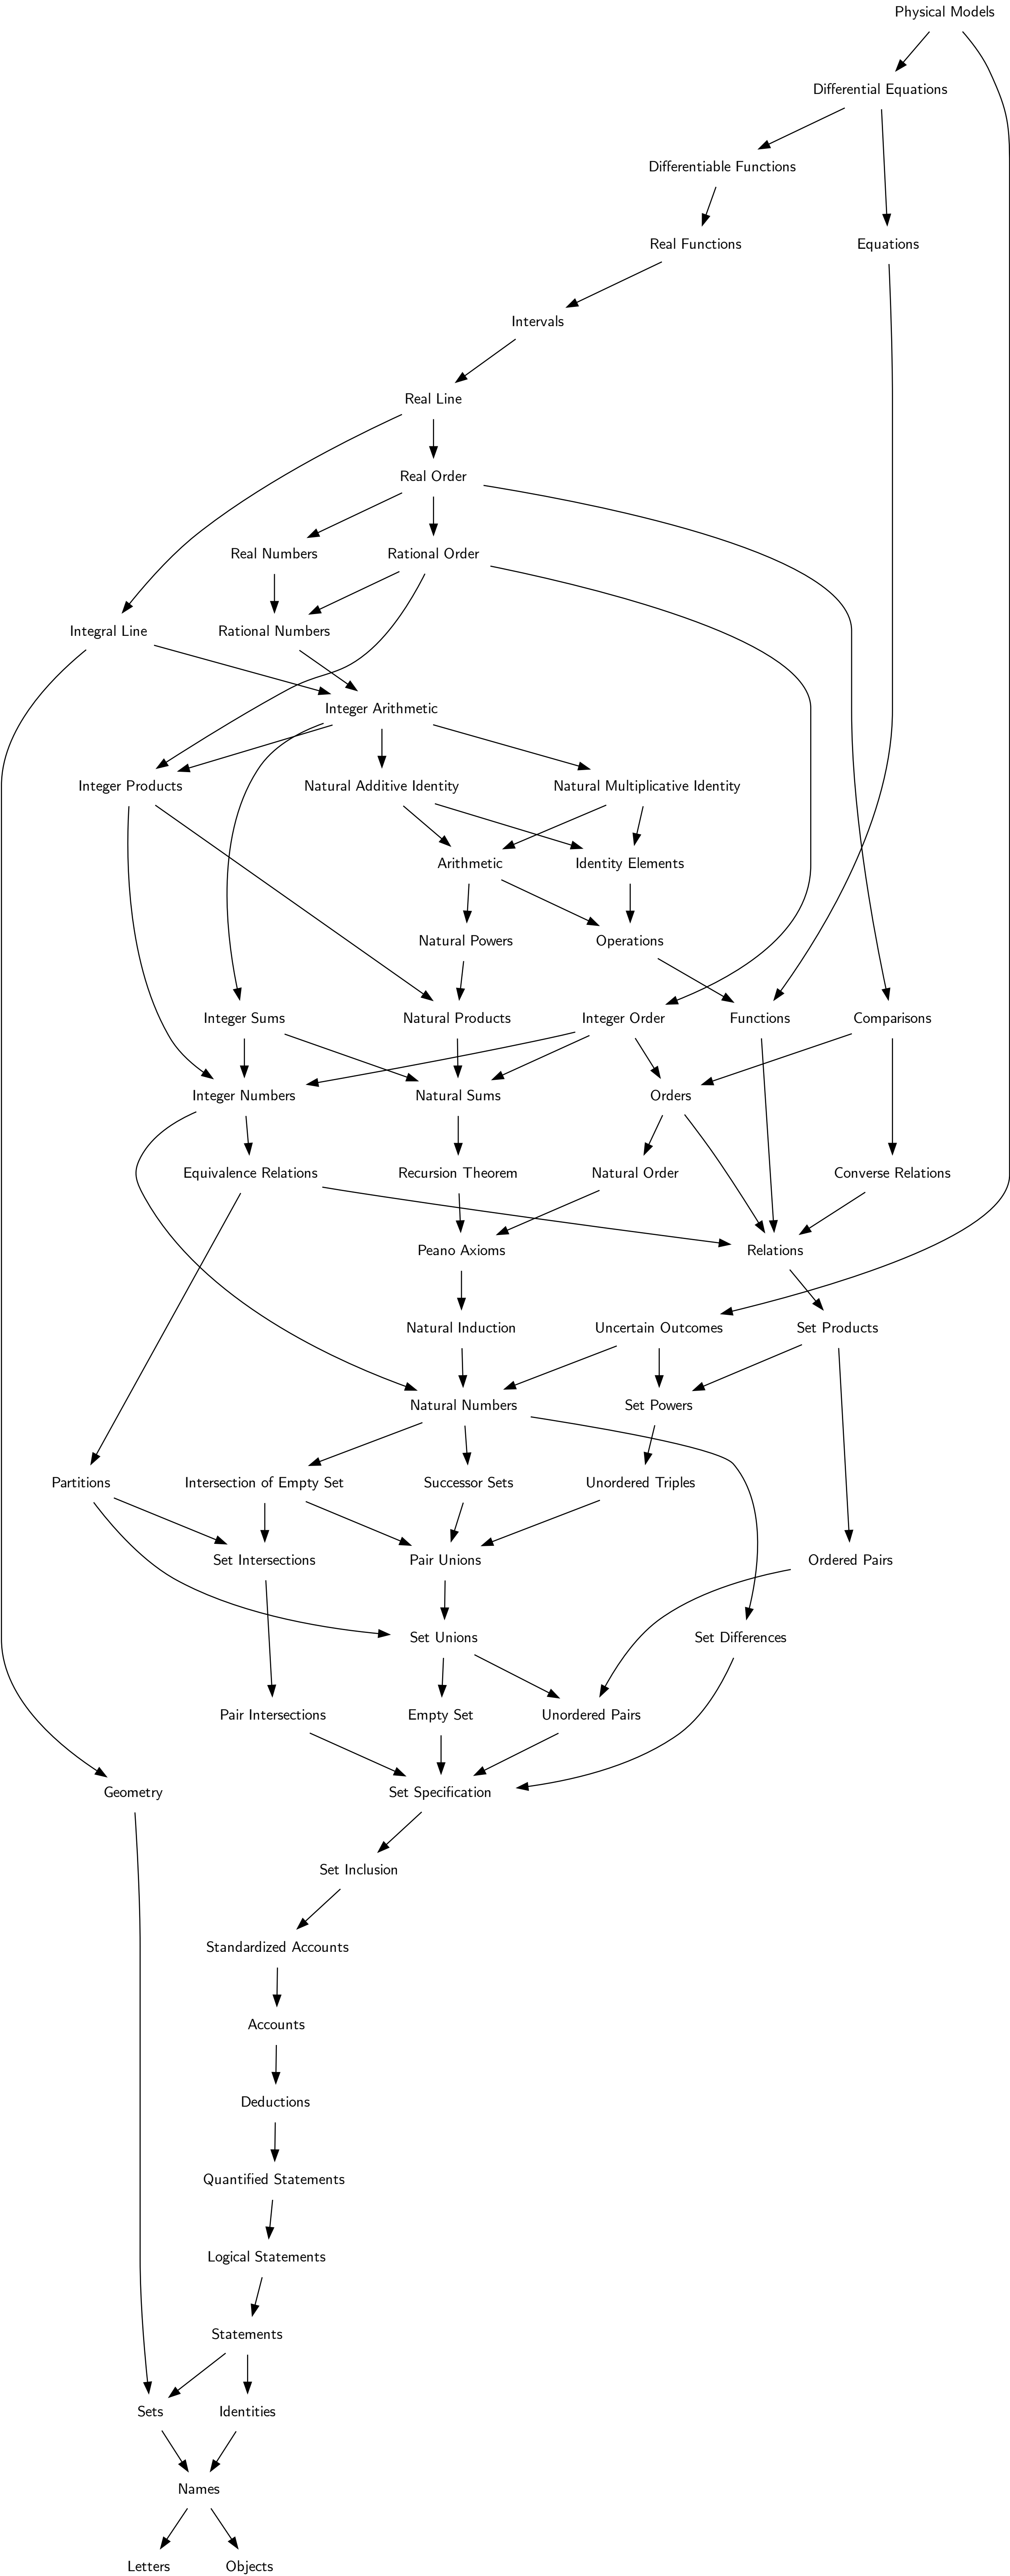 Physical Models
Differential Equations
Differentiable Functions
Real Functions
Equations
Intervals
Real Line
Real Order
Real Numbers
Rational Order
Integral Line
Rational Numbers
Integer Arithmetic
Integer Products
Natural Additive Identity
Natural Multiplicative Identity
Arithmetic
Identity Elements
Natural Powers
Operations
Integer Sums
Natural Products
Integer Order
Functions
Comparisons
Integer Numbers
Natural Sums
Orders
Equivalence Relations
Recursion Theorem
Natural Order
Converse Relations
Peano Axioms
Relations
Natural Induction
Uncertain Outcomes
Set Products
Natural Numbers
Set Powers
Partitions
Intersection of Empty Set
Successor Sets
Unordered Triples
Set Intersections
Pair Unions
Ordered Pairs
Set Unions
Set Differences
Pair Intersections
Empty Set
Unordered Pairs
Geometry
Set Specification
Set Inclusion
Standardized Accounts
Accounts
Deductions
Quantified Statements
Logical Statements
Statements
Sets
Identities
Names
Letters
Objects